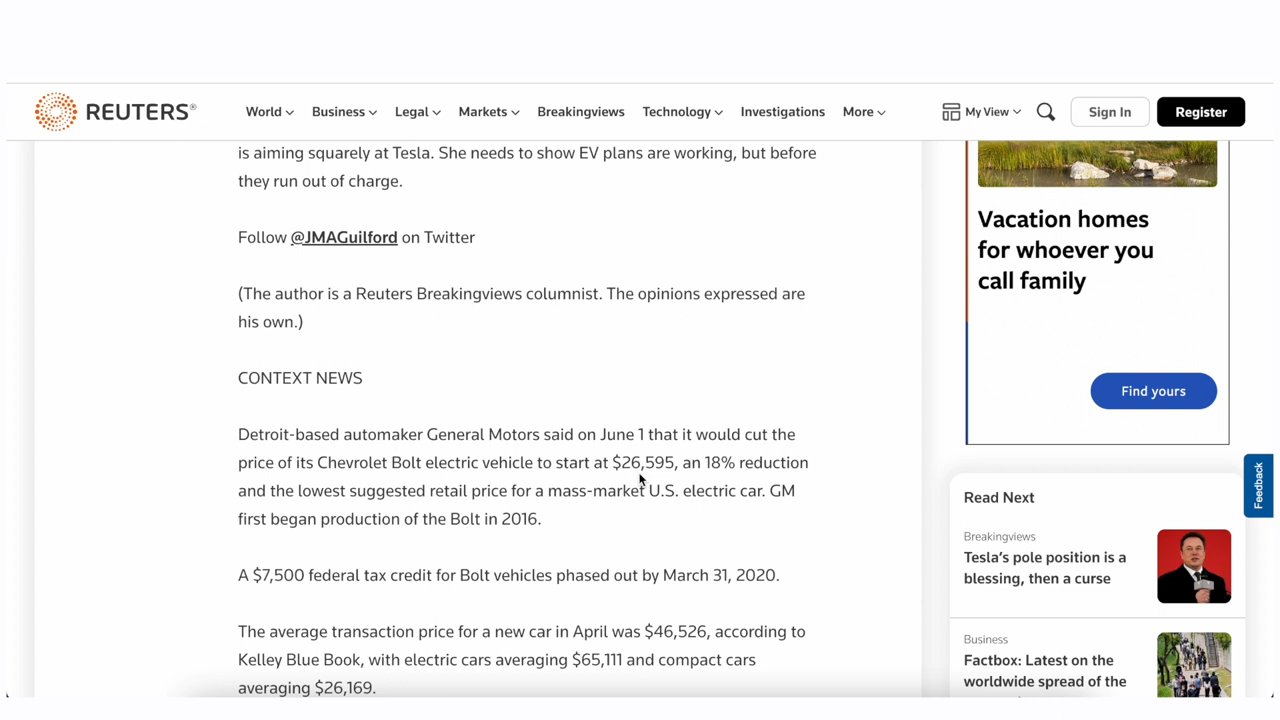 REUTERS®
World
Business
Legal
Markets
Breakingviews
Technology
Investigations
More
My View
Sign In
Register
is aiming squarely at Tesla. She needs to show EV plans are working, but before
they run out of charge.
Follow @JMAGuilford on Twitter
(The author is a Reuters Breakingviews columnist. The opinions expressed are
his own.)
CONTEXT NEWS
Detroit-based automaker General Motors said on June 1 that it would cut the
price of its Chevrolet Bolt electric vehicle to start at $26,595, an 18% reduction
and the lowest suggested retail price for a mass-market U.S. electric car. GM
first began production of the Bolt in 2016.
A $7,500 federal tax credit for Bolt vehicles phased out by March 31, 2020.
The average transaction price for a new car in April was $46,526, according to
Kelley Blue Book, with electric cars averaging $65,111 and compact cars
averaging $26,169.
Vacation homes
for whoever you
call family
Find yours
Feedback
Read Next
Breakingviews
Tesla's pole position is a
blessing, then a curse
Business
Factbox: Latest on the
worldwide spread of the